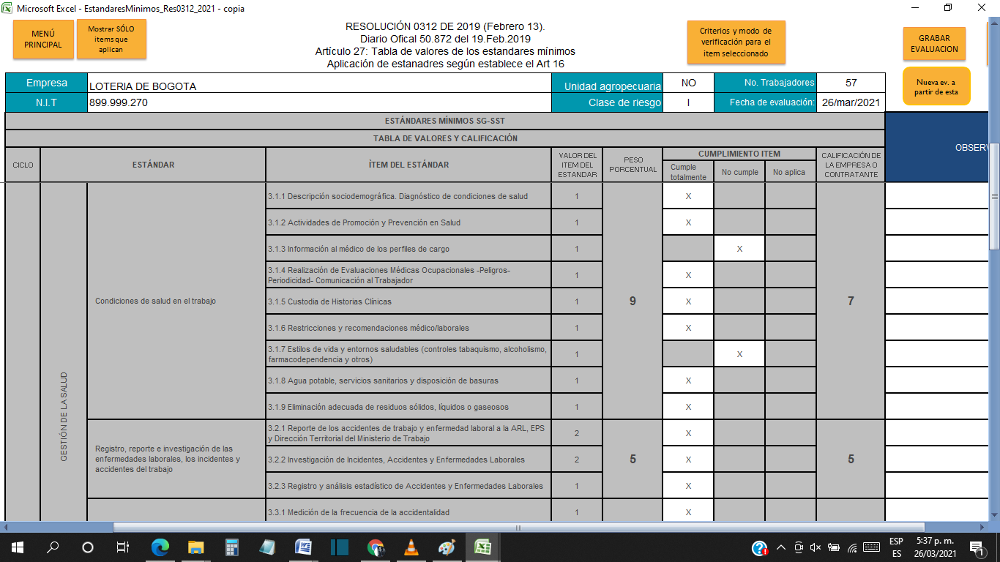 Microsoft Excel - EstandaresMinimos_Res0312_2021 - copia
MENÚ
PRINCIPAL
Mostrar SÓLO
items que
aplican
RESOLUCIÓN 0312 DE 2019 (Febrero 13).
Diario Ofical 50.872 del 19.Feb.2019
Artículo 27: Tabla de valores de los estandares mínimos
Aplicación de estanadres según establece el Art 16
Criterios y modo de
verificación para el
item seleccionado
GRABAR
EVALUACION
Nueva ev. a
partir de esta
Empresa LOTERIA DE BOGOTA Unidad agropecuaria NO No. Trabajadores 57
N.I.T 899.999.270 Clase de riesgo I Fecha de evaluación: 26/mar/2021
ESTÁNDARES MÍNIMOS SG-SST
TABLA DE VALORES Y CALIFICACIÓN
OBSERV
CICLO
ESTÁNDAR
ÌTEM DEL ESTÁNDAR
VALOR DEL
ITEM DEL
ESTANDAR
PESO
PORCENTUAL
CUMPLIMIENTO ITEM
Cumple
totalmente
No cumple
No aplica
CALIFICACIÓN DE
LA EMPRESA O
CONTRATANTE
GESTIÓN DE LA SALUD
Condiciones de salud en el trabajo
3.1.1 Descripción sociodemográfica. Diagnóstico de condiciones de salud 1 X
3.1.2 Actividades de Promoción y Prevención en Salud 1 X
3.1.3 Información al médico de los perfiles de cargo 1 X
3.1.4 Realización de Evaluaciones Médicas Ocupacionales -Peligros-
Periodicidad- Comunicación al Trabajador 1 X
3.1.5 Custodia de Historias Clínicas 1 9 X 7
3.1.6 Restricciones y recomendaciones médico/laborales 1 X
3.1.7 Estilos de vida y entornos saludables (controles tabaquismo, alcoholismo,
farmacodependencia y otros) 1 X
3.1.8 Agua potable, servicios sanitarios y disposición de basuras 1 X
3.1.9 Eliminación adecuada de residuos sólidos, líquidos o gaseosos 1 X
Registro, reporte e investigación de las
enfermedades laborales, los incidentes y
accidentes del trabajo
3.2.1 Reporte de los accidentes de trabajo y enfermedad laboral a la ARL, EPS
y Dirección Territorial del Ministerio de Trabajo 2 X
3.2.2 Investigación de Incidentes, Accidentes y Enfermedades Laborales 2 5 X 5
3.2.3 Registro y análisis estadístico de Accidentes y Enfermedades Laborales 1 X
3.3.1 Medición de la frecuencia de la accidentalidad 1 X
ESP
ES
5:37 p. m.
26/03/2021
1